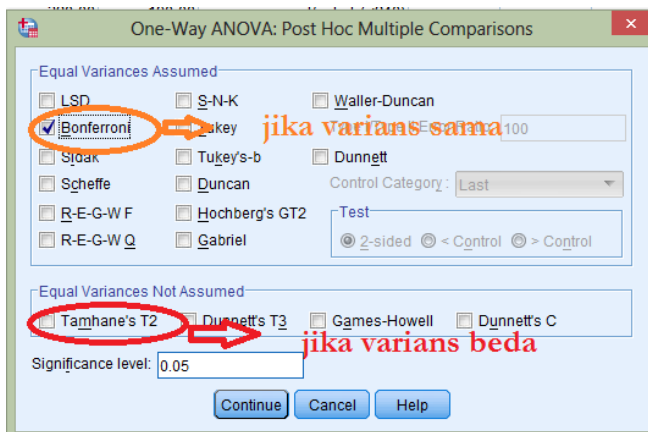 One-Way ANOVA: Post Hoc Multiple Comparisons
Equal Variances Assumed
LSD S-N-K Waller-Duncan
Bonferroni jika varians sama 100
Sidak Tukey's-b Dunnett
Scheffe Duncan Control Category: Last
R-E-G-W F Hochberg's GT2 Test
R-E-G-W Q Gabriel 2-sided < Control > Control
Equal Variances Not Assumed
Tamhane's T2 Dunnett's T3 Games-Howell Dunnett's C
jika varians beda
Significance level: 0.05
Continue Cancel Help